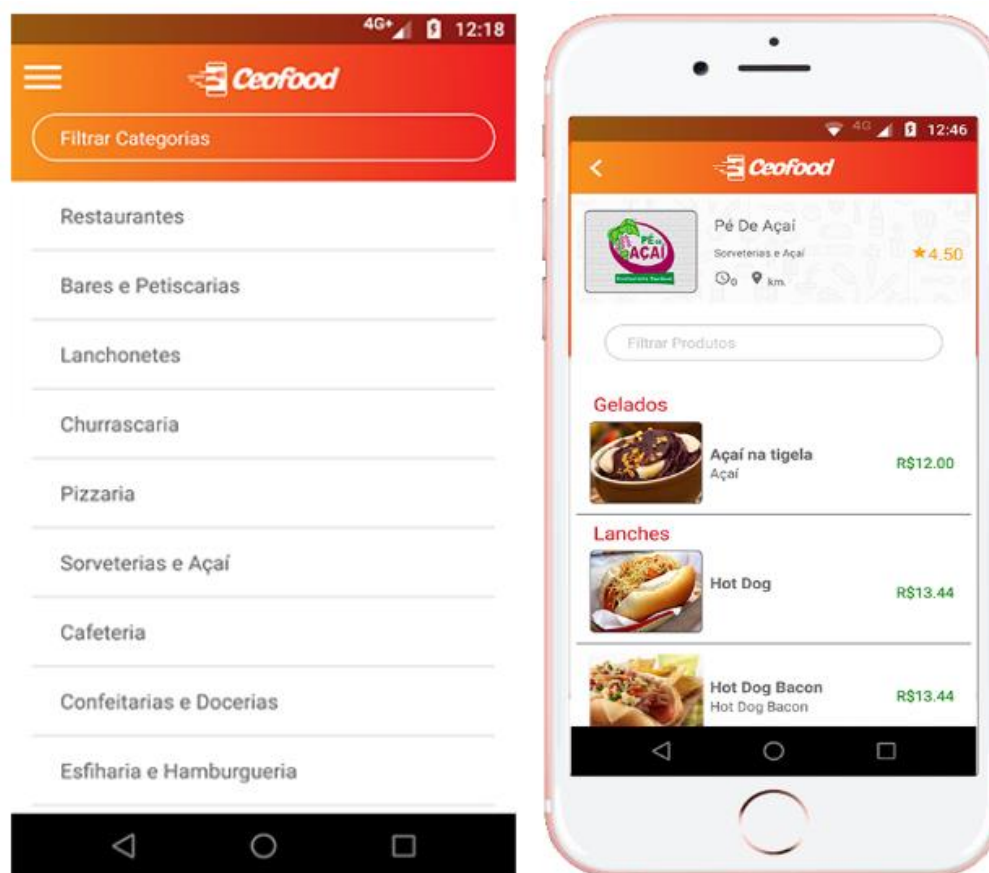 4G+ 12:18
Ceofood
Filtrar Categorias
Restaurantes
Bares e Petiscarias
Lanchonetes
Churrascaria
Pizzaria
Sorveterias e Açaí
Cafeteria
Confeitarias e Docerias
Esfiharia e Hamburgueria
4G 12:46
Ceofood
PÉ DE
AÇAÍ
Pé De Açaí
Sorveterias e Açaí
4.50
0 km.
Filtrar Produtos
Gelados
Açaí na tigela
Açaí
R$12.00
Lanches
Hot Dog
R$13.44
Hot Dog Bacon
Hot Dog Bacon
R$13.44